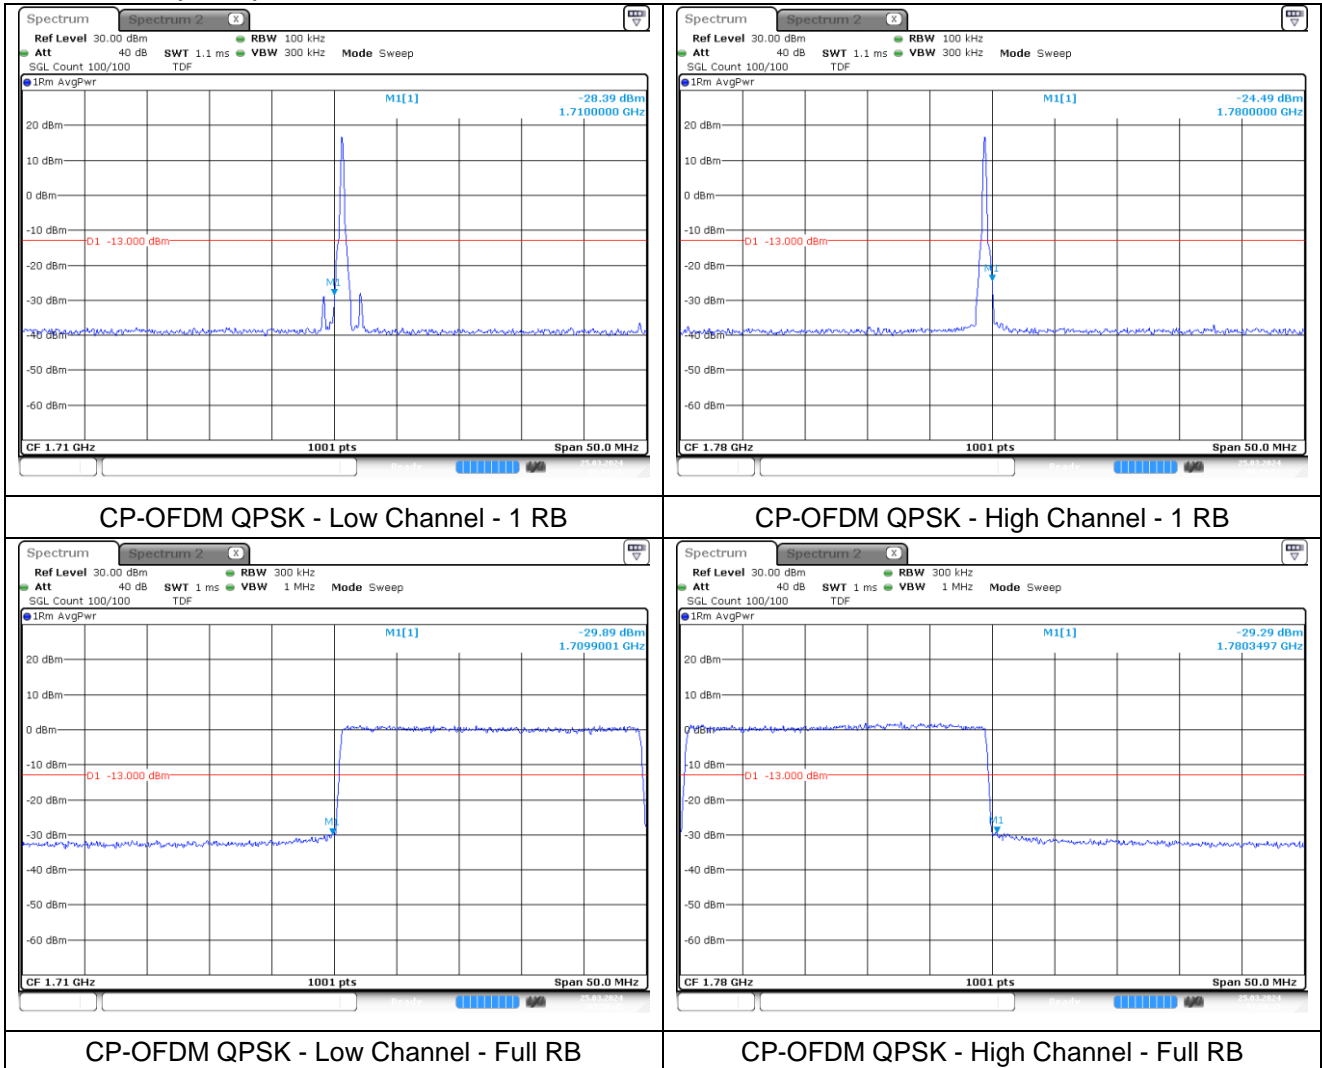 Spectrum Spectrum 2 X
Ref Level 30.00 dBm RBW 100 kHz
Att 40 dB SWT 1.1 ms VBW 300 kHz Mode Sweep
SGL Count 100/100 TDF
1Rm AvgPwr
M1[1] -28.39 dBm
1.7100000 GHz
20 dBm
10 dBm
0 dBm
-10 dBm
D1 -13.000 dBm
-20 dBm
M1
-30 dBm
-40 dBm
-50 dBm
-60 dBm
CF 1.71 GHz 1001 pts Span 50.0 MHz
Ready 25.03.2024
Spectrum Spectrum 2 X
Ref Level 30.00 dBm RBW 100 kHz
Att 40 dB SWT 1.1 ms VBW 300 kHz Mode Sweep
SGL Count 100/100 TDF
1Rm AvgPwr
M1[1] -24.49 dBm
1.7800000 GHz
20 dBm
10 dBm
0 dBm
-10 dBm
D1 -13.000 dBm
-20 dBm
M1
-30 dBm
-40 dBm
-50 dBm
-60 dBm
CF 1.78 GHz 1001 pts Span 50.0 MHz
Ready 25.03.2024
CP-OFDM QPSK - Low Channel - 1 RB
CP-OFDM QPSK - High Channel - 1 RB
Spectrum Spectrum 2 X
Ref Level 30.00 dBm RBW 300 kHz
Att 40 dB SWT 1 ms VBW 1 MHz Mode Sweep
SGL Count 100/100 TDF
1Rm AvgPwr
M1[1] -29.89 dBm
1.7099001 GHz
20 dBm
10 dBm
0 dBm
-10 dBm
D1 -13.000 dBm
-20 dBm
M1
-30 dBm
-40 dBm
-50 dBm
-60 dBm
CF 1.71 GHz 1001 pts Span 50.0 MHz
Ready 25.03.2024
Spectrum Spectrum 2 X
Ref Level 30.00 dBm RBW 300 kHz
Att 40 dB SWT 1 ms VBW 1 MHz Mode Sweep
SGL Count 100/100 TDF
1Rm AvgPwr
M1[1] -29.29 dBm
1.7803497 GHz
20 dBm
10 dBm
0 dBm
-10 dBm
D1 -13.000 dBm
-20 dBm
M1
-30 dBm
-40 dBm
-50 dBm
-60 dBm
CF 1.78 GHz 1001 pts Span 50.0 MHz
Ready 25.03.2024
CP-OFDM QPSK - Low Channel - Full RB
CP-OFDM QPSK - High Channel - Full RB